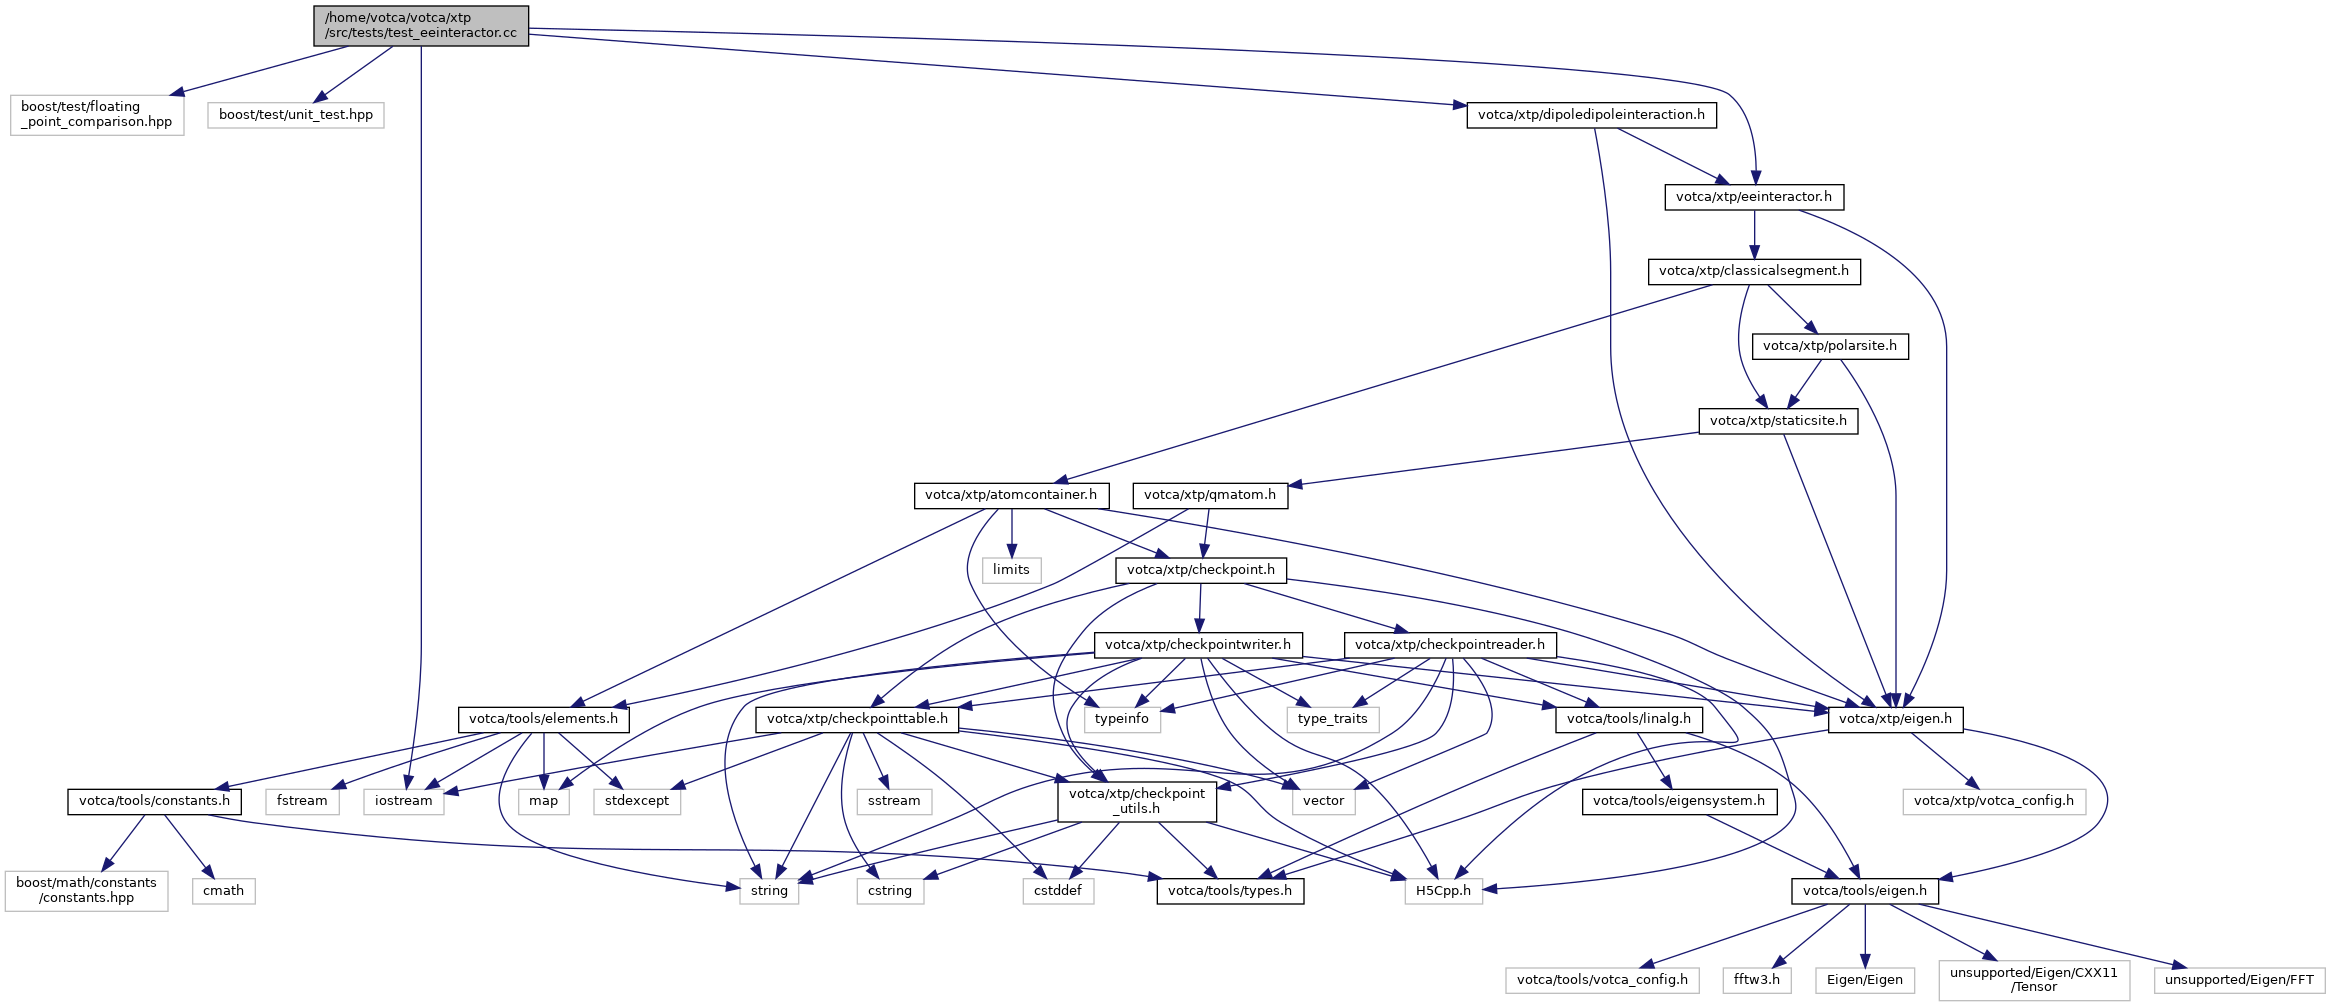 /home/votca/votca/xtp
/src/tests/test_eeinteractor.cc
boost/test/floating
_point_comparison.hpp
boost/test/unit_test.hpp
votca/xtp/dipoledipoleinteraction.h
votca/xtp/eeinteractor.h
votca/xtp/classicalsegment.h
votca/xtp/polarsite.h
votca/xtp/staticsite.h
votca/xtp/atomcontainer.h
votca/xtp/qmatom.h
limits
votca/xtp/checkpoint.h
votca/xtp/checkpointwriter.h
votca/xtp/checkpointreader.h
votca/tools/elements.h
votca/xtp/checkpointtable.h
typeinfo
type_traits
votca/tools/linalg.h
votca/xtp/eigen.h
votca/tools/constants.h
fstream
iostream
map
stdexcept
sstream
votca/xtp/checkpoint
_utils.h
vector
votca/tools/eigensystem.h
votca/xtp/votca_config.h
boost/math/constants
/constants.hpp
cmath
string
cstring
cstddef
votca/tools/types.h
H5Cpp.h
votca/tools/eigen.h
votca/tools/votca_config.h
fftw3.h
Eigen/Eigen
unsupported/Eigen/CXX11
/Tensor
unsupported/Eigen/FFT